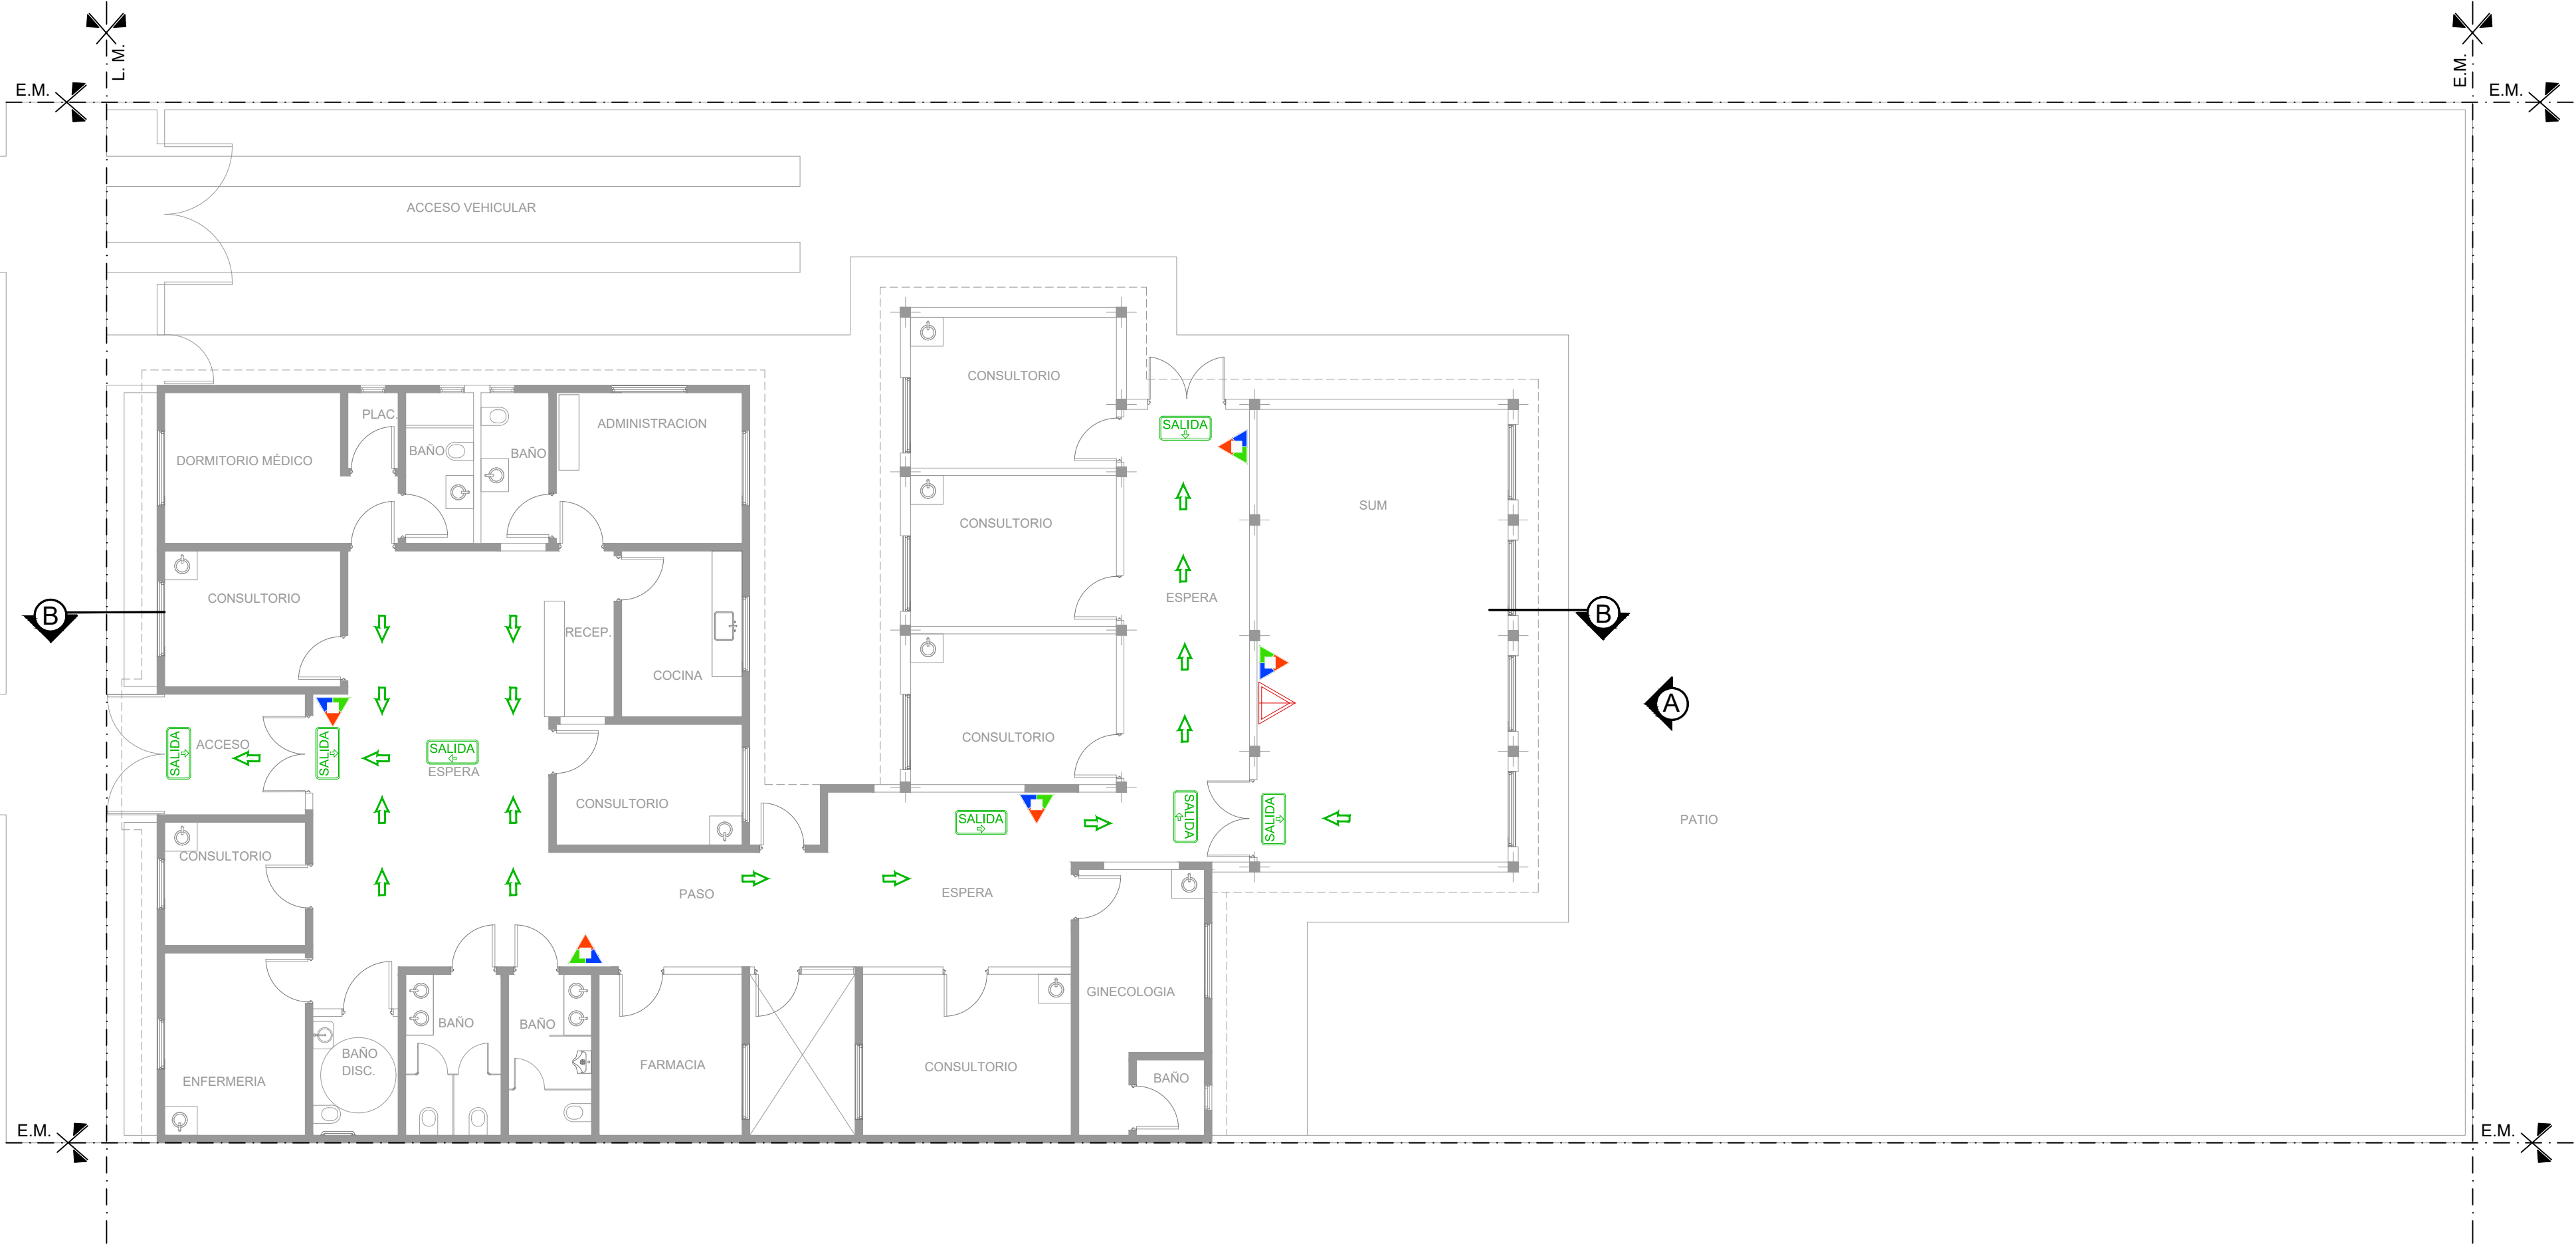 L. M.
E.M.
E.M.
E.M.
ACCESO VEHICULAR
CONSULTORIO
PLAC.
ADMINISTRACION
SALIDA
BAÑO
BAÑO
DORMITORIO MÉDICO
SUM
CONSULTORIO
CONSULTORIO
ESPERA
B
B
RECEP.
COCINA
A
SALIDA
ACCESO
SALIDA
SALIDA
ESPERA
CONSULTORIO
CONSULTORIO
SALIDA
SALIDA
SALIDA
PATIO
CONSULTORIO
PASO
ESPERA
GINECOLOGIA
BAÑO
BAÑO
BAÑO
DISC.
FARMACIA
CONSULTORIO
ENFERMERIA
BAÑO
E.M.
E.M.